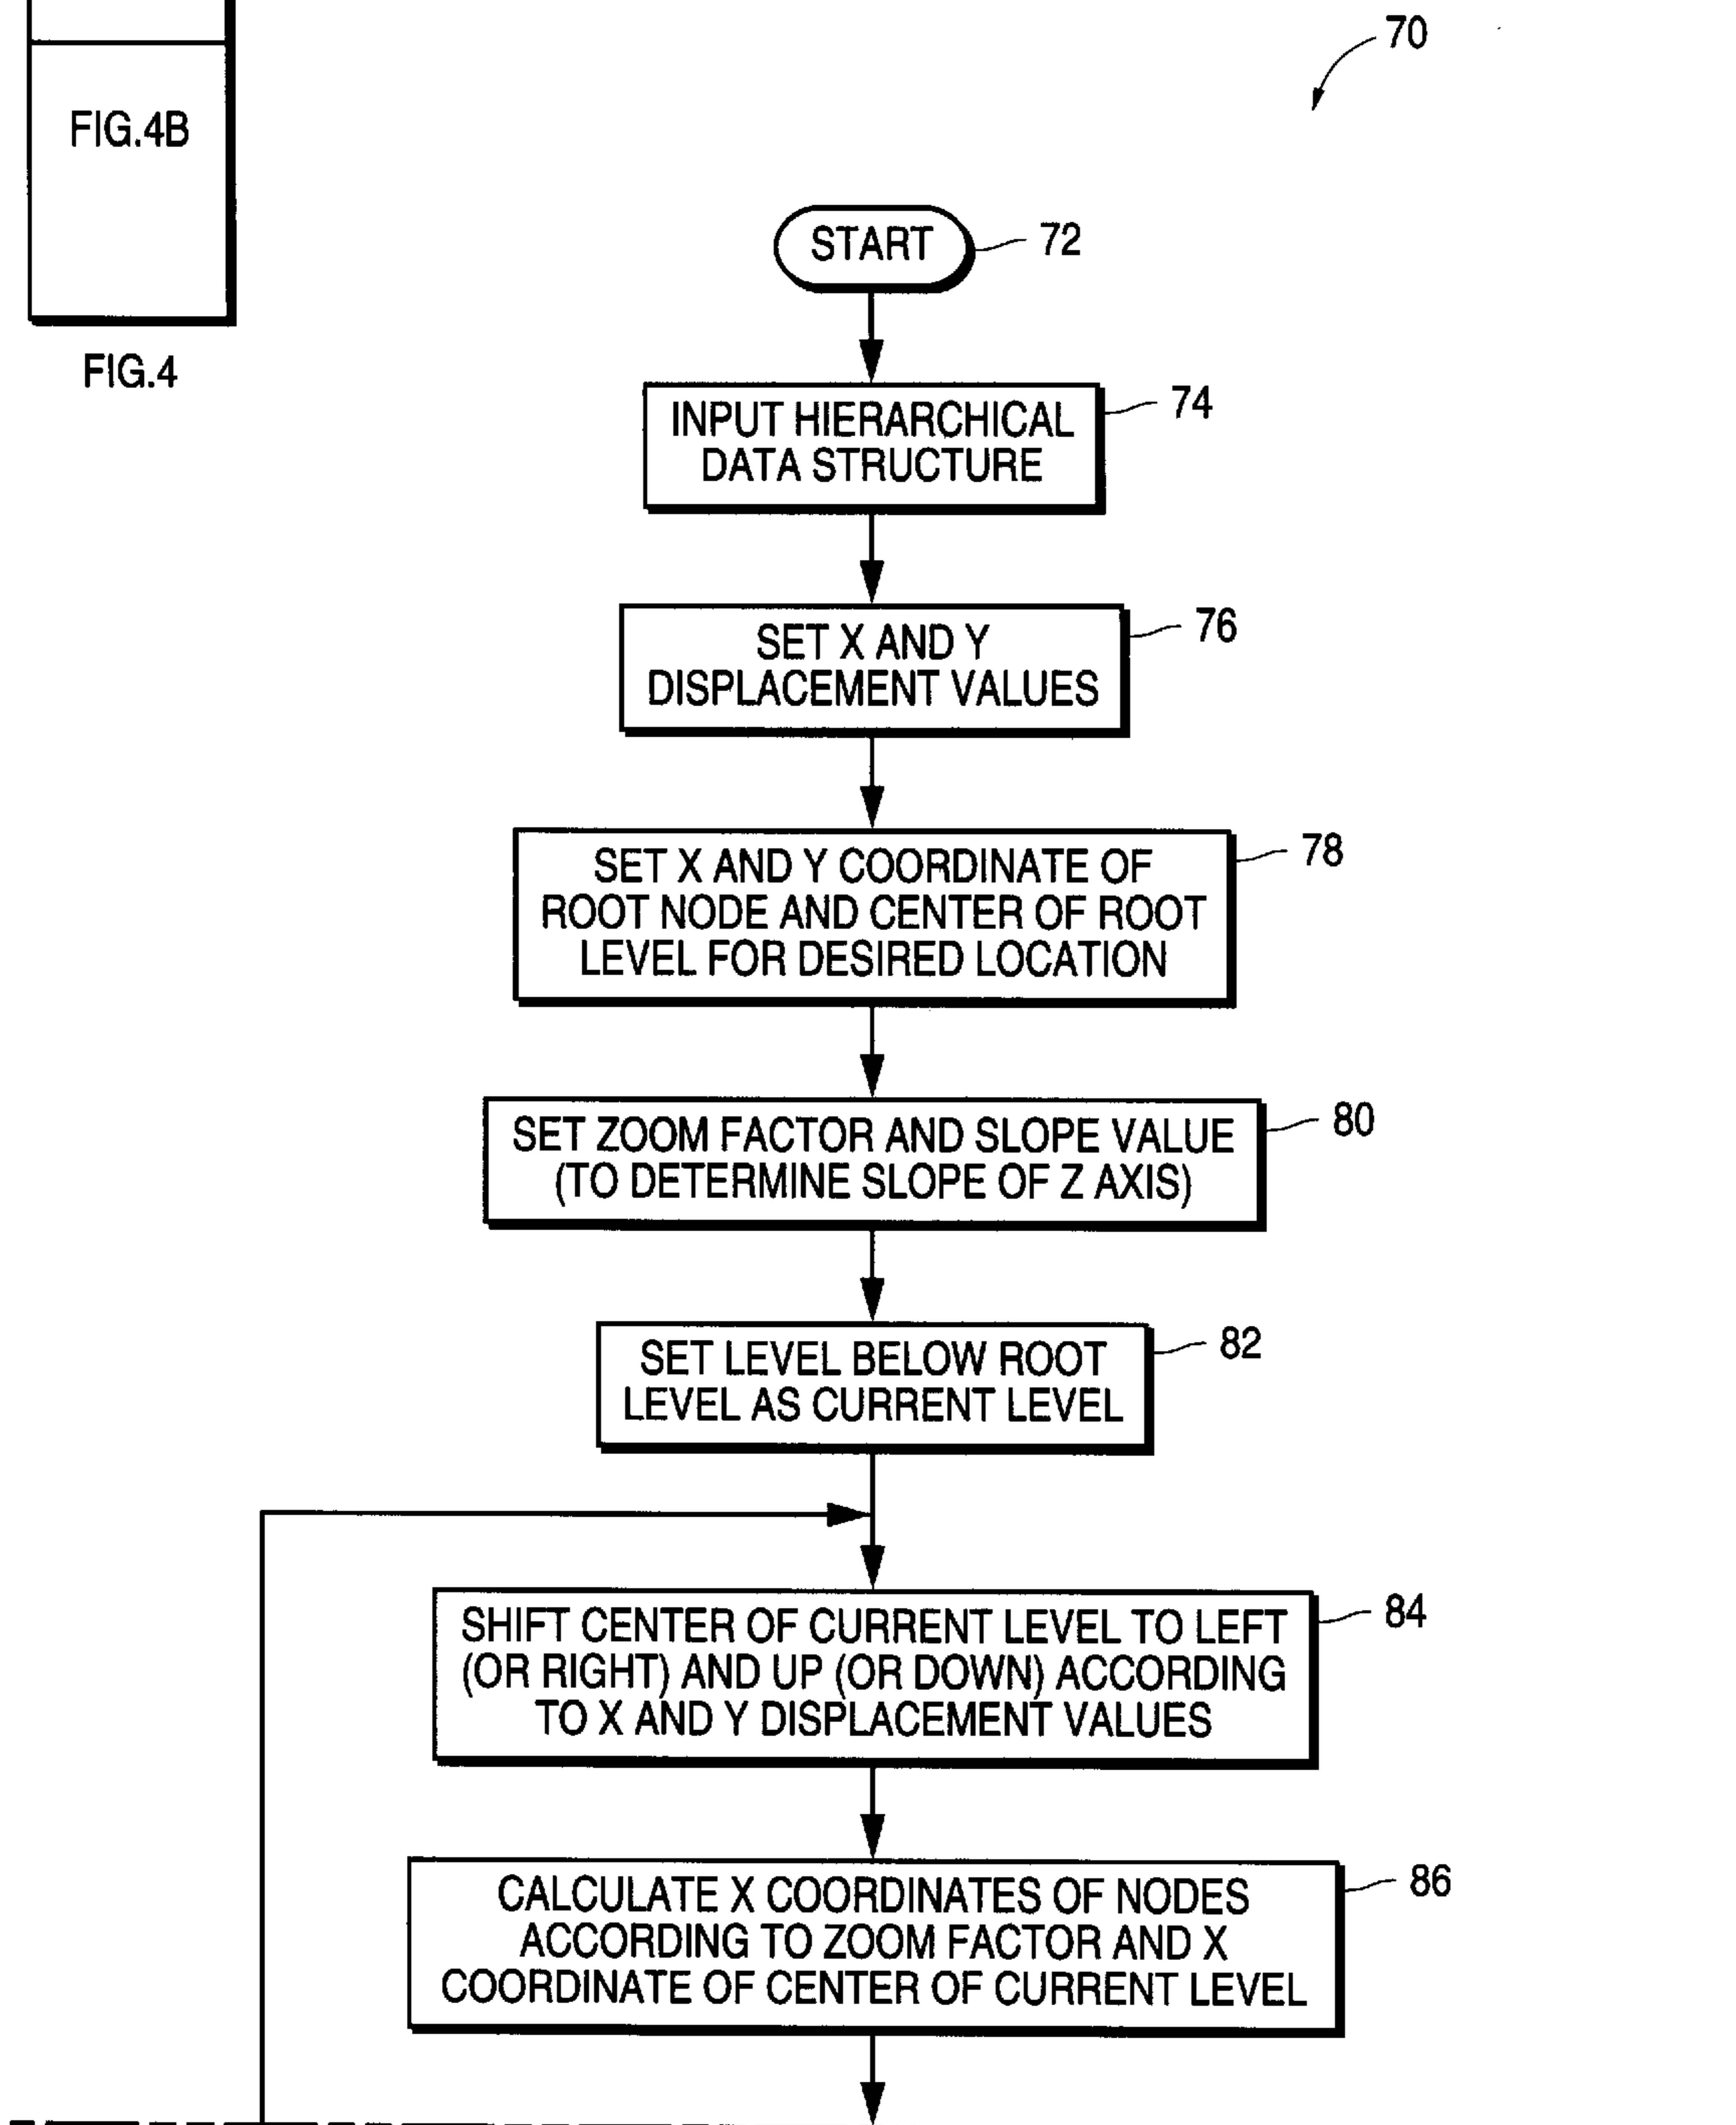 70
FIG.4B
START
72
FIG.4
INPUT HIERARCHICAL
DATA STRUCTURE
74
SET X AND Y
DISPLACEMENT VALUES
76
SET X AND Y COORDINATE OF
ROOT NODE AND CENTER OF ROOT
LEVEL FOR DESIRED LOCATION
78
SET ZOOM FACTOR AND SLOPE VALUE
(TO DETERMINE SLOPE OF Z AXIS)
80
SET LEVEL BELOW ROOT
LEVEL AS CURRENT LEVEL
82
SHIFT CENTER OF CURRENT LEVEL TO LEFT
(OR RIGHT) AND UP (OR DOWN) ACCORDING
TO X AND Y DISPLACEMENT VALUES
84
CALCULATE X COORDINATES OF NODES
ACCORDING TO ZOOM FACTOR AND X
COORDINATE OF CENTER OF CURRENT LEVEL
86